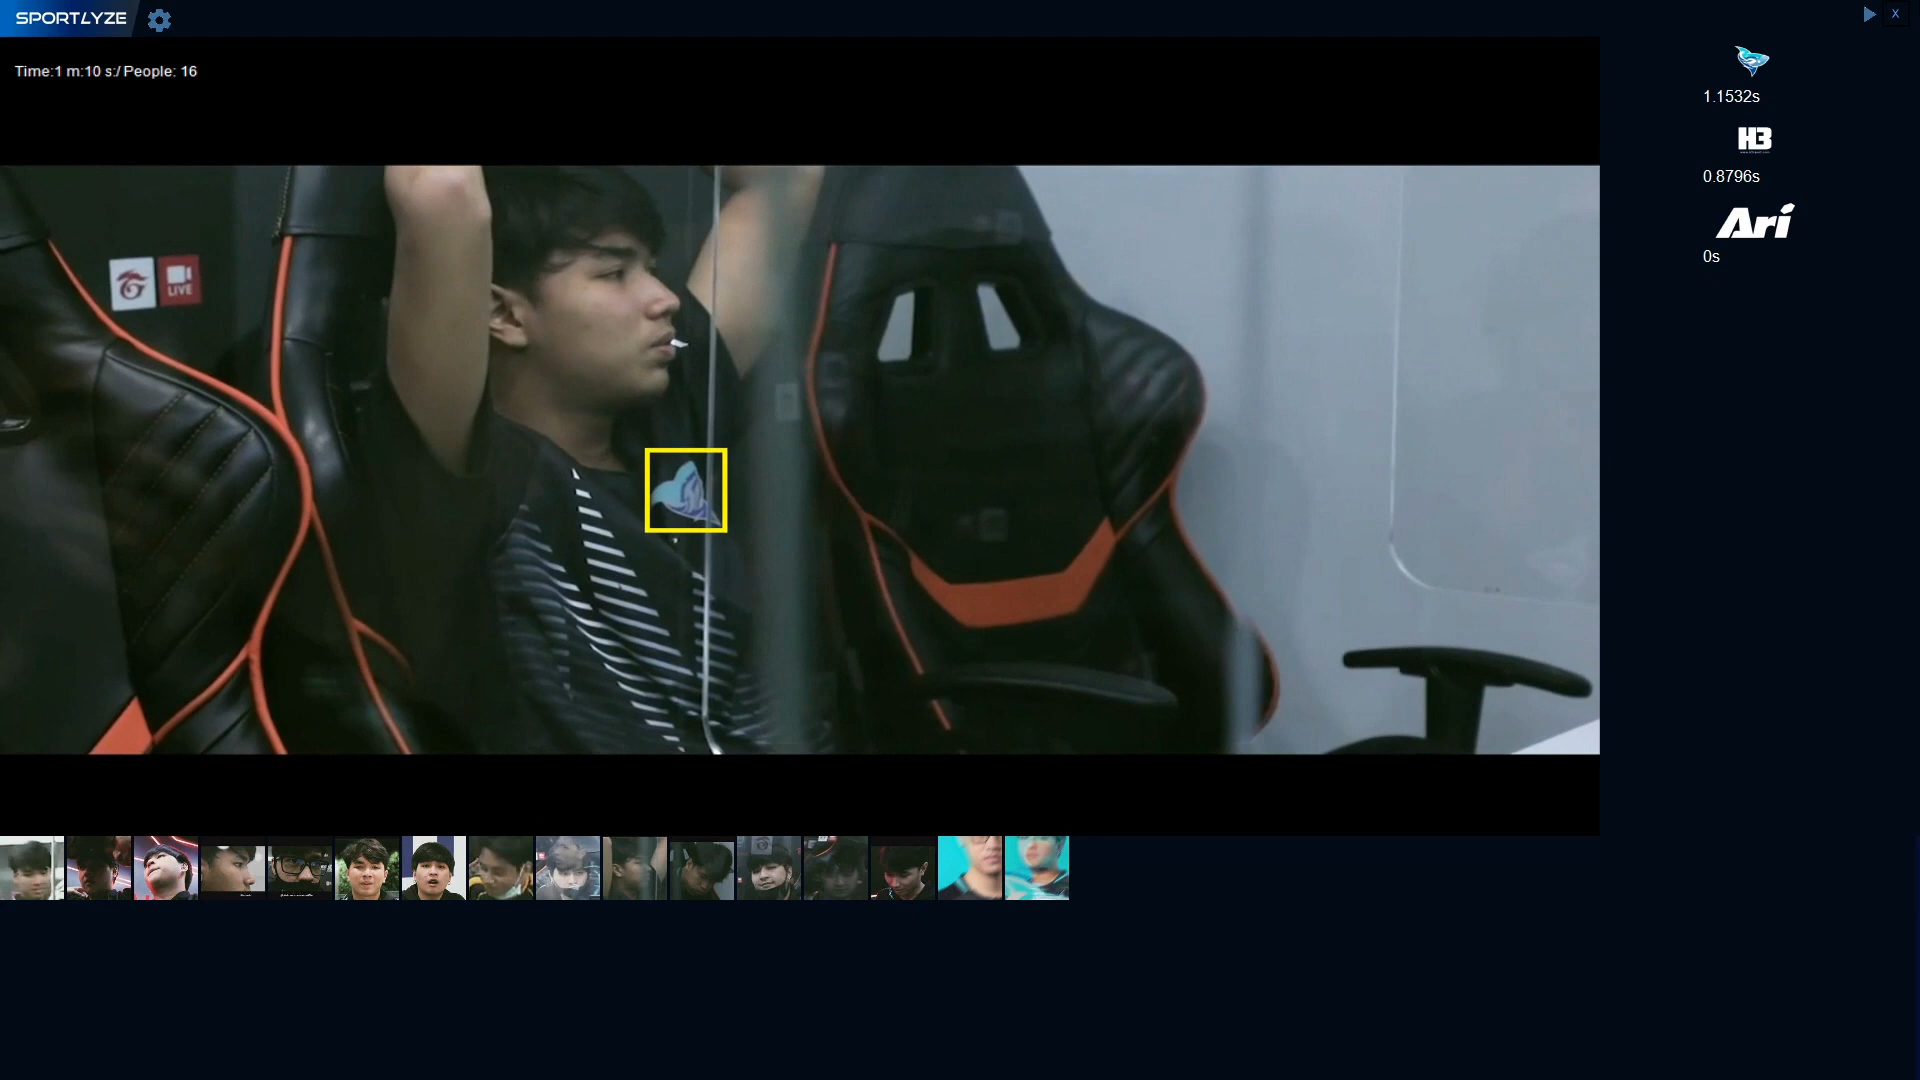 SPORTLYZE
X
Time:1 m:10 s:/ People: 16
1.1532s
H3
0.8796s
Ari
0s
LIVE